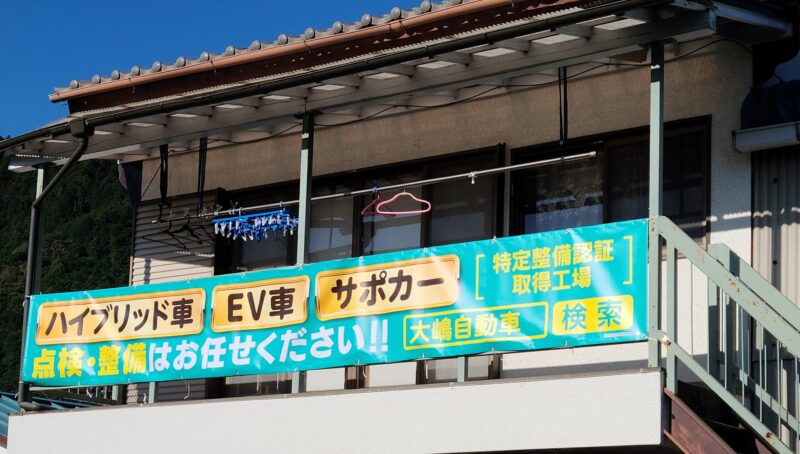 ハイブリッド車 EV車 サポカー
点検・整備はお任せください!!
特定整備認証
取得工場
大嶋自動車 検索